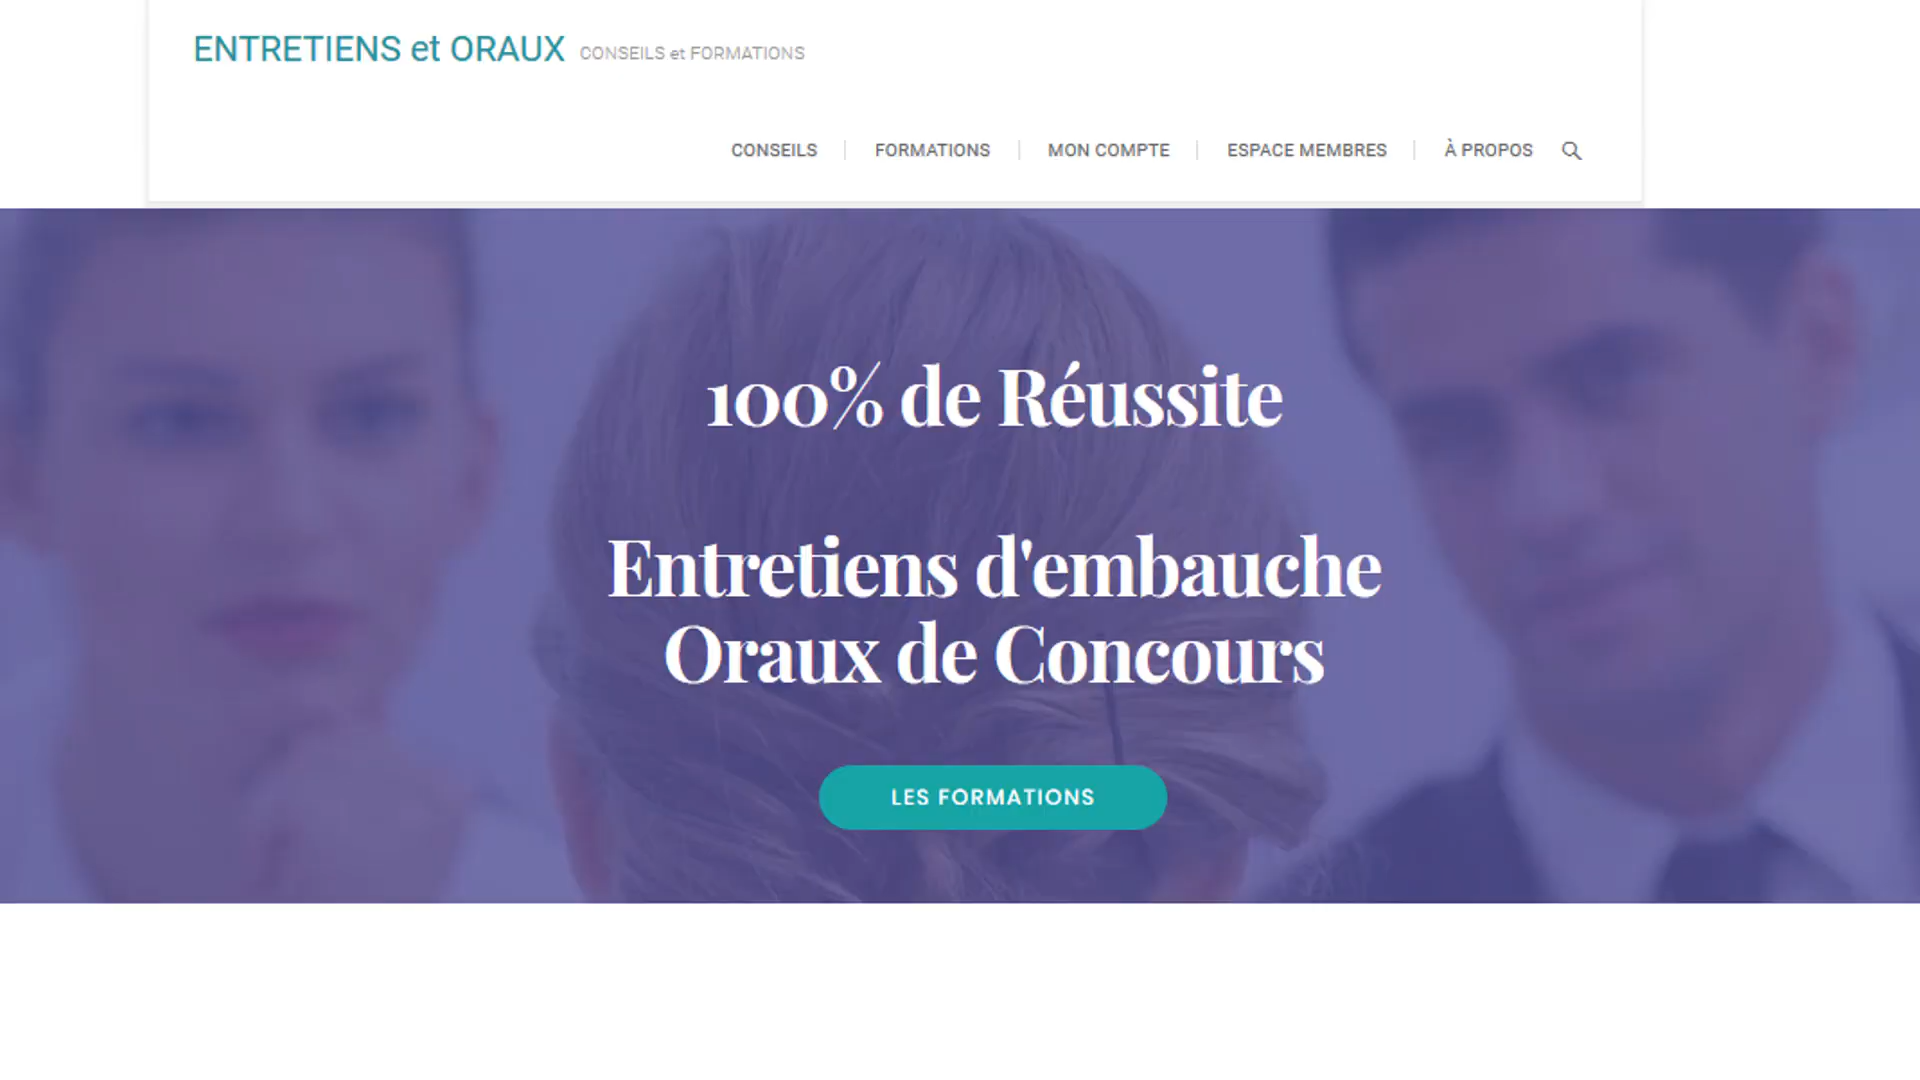 ENTRETIENS et ORAUX CONSEILS et FORMATIONS
CONSEILS FORMATIONS MON COMPTE ESPACE MEMBRES À PROPOS
100% de Réussite
Entretiens d'embauche
Oraux de Concours
LES FORMATIONS